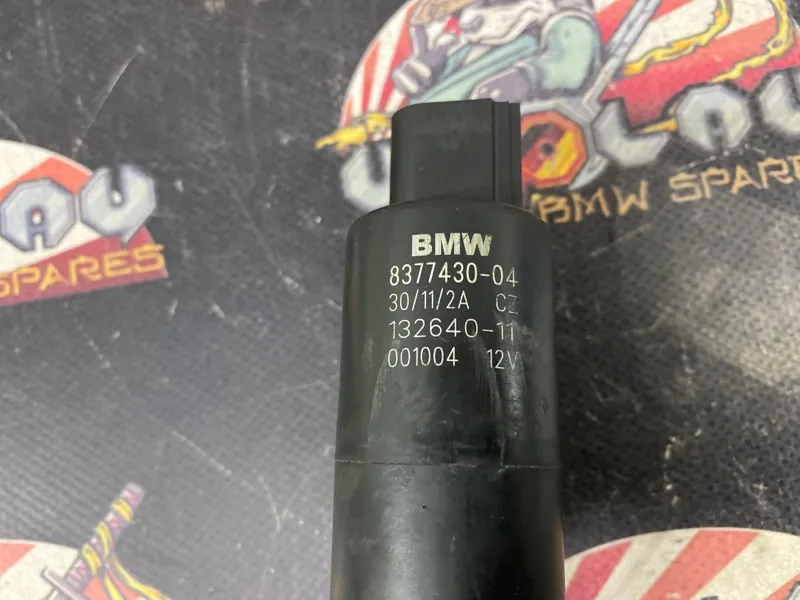 BMW
8377430-04
30/11/2A CZ
132640-11
001004 12V
BMW SPARES
SPARES